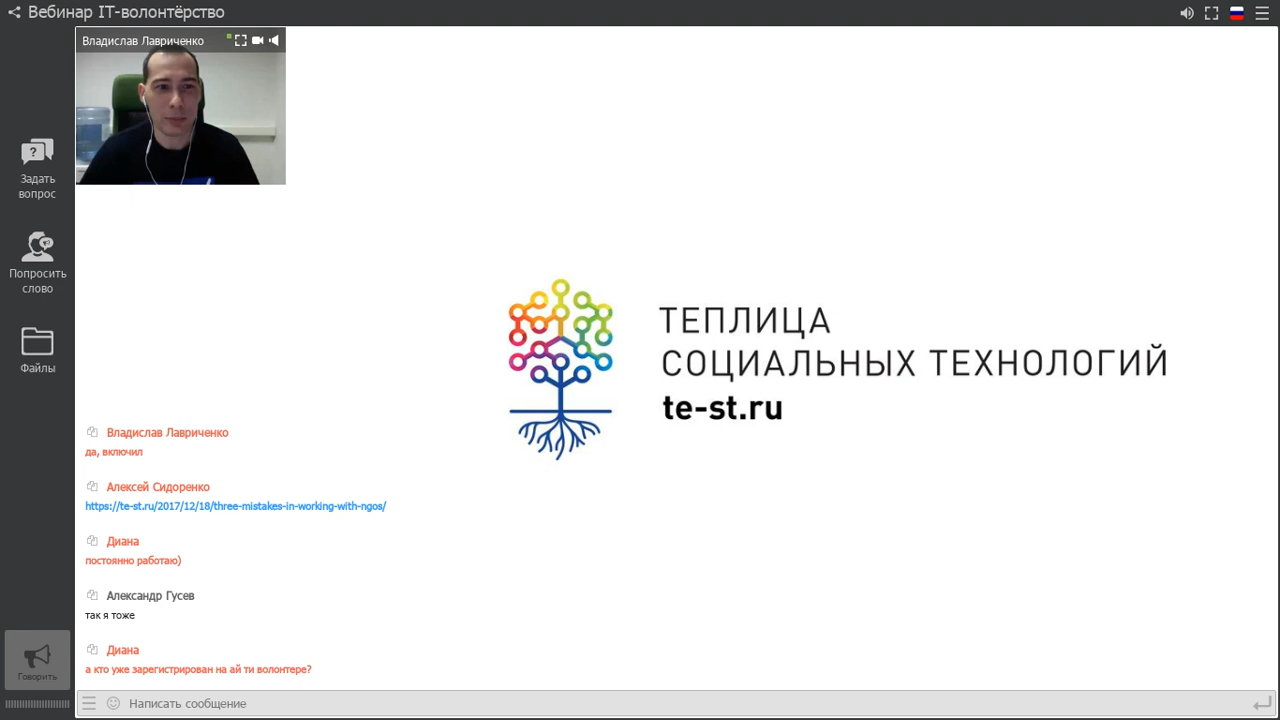 Вебинар IT-волонтёрство
Владислав Лавриченко
Задать
вопрос
Попросить
слово
Файлы
ТЕПЛИЦА
СОЦИАЛЬНЫХ ТЕХНОЛОГИЙ
te-st.ru
Владислав Лавриченко
да, включил
Алексей Сидоренко
https://te-st.ru/2017/12/18/three-mistakes-in-working-with-ngos/
Диана
постоянно работаю)
Александр Гусев
так я тоже
Диана
а кто уже зарегистрирован на ай ти волонтере?
Говорить
Написать сообщение